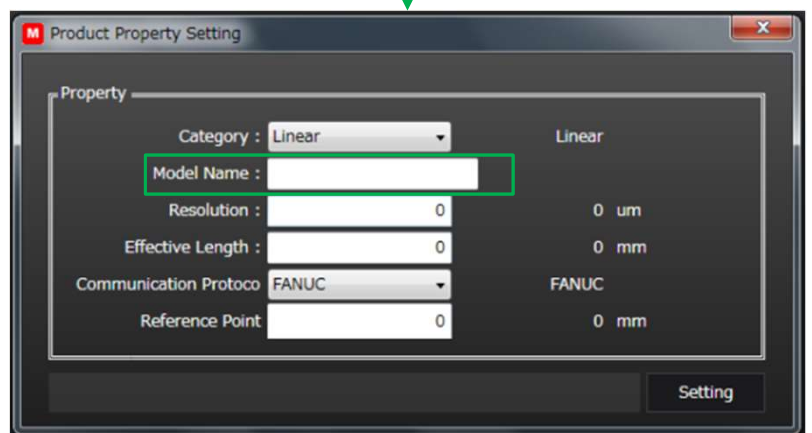 M Product Property Setting x
Property
Category : Linear Linear
Model Name :
Resolution : 0 0 um
Effective Length : 0 0 mm
Communication Protoco FANUC FANUC
Reference Point 0 0 mm
Setting